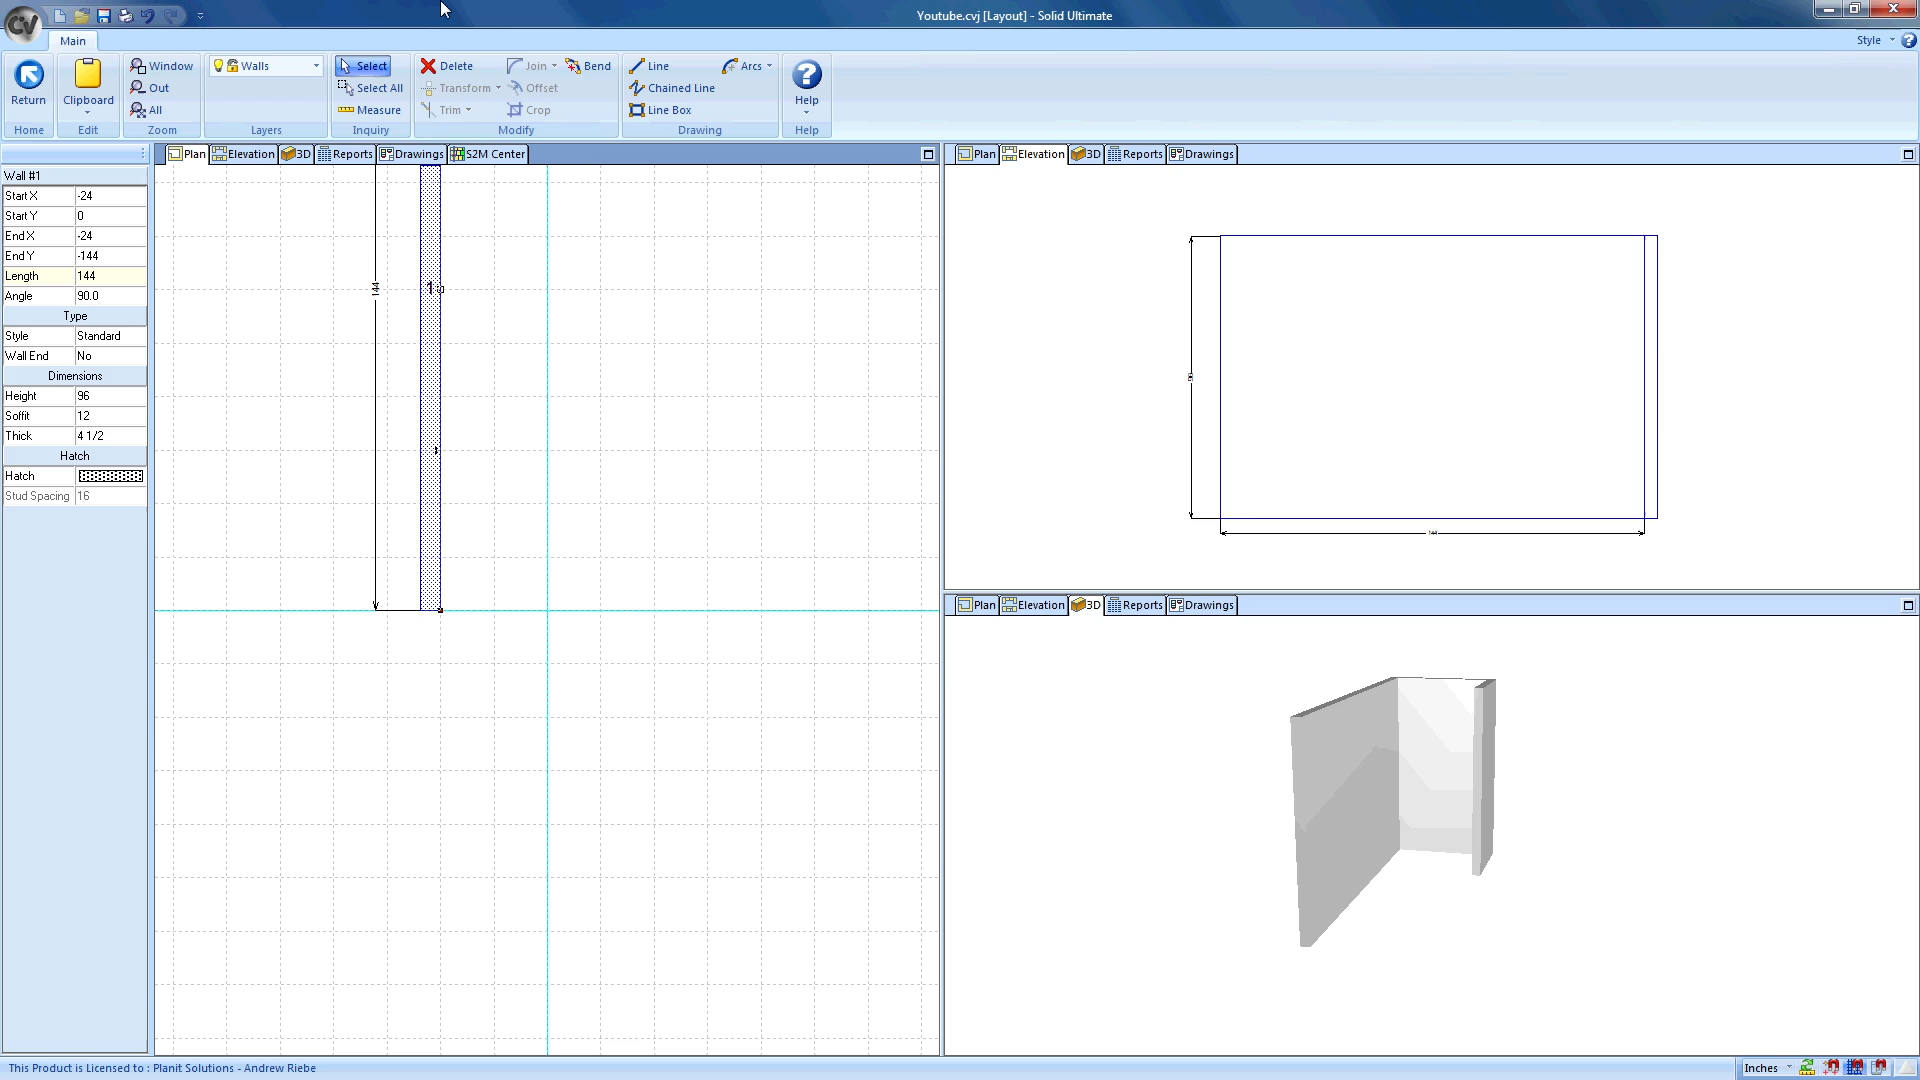 Youtube.cvj [Layout] - Solid Ultimate
Main
Style
Return
Home
Clipboard
Edit
Window
Out
All
Zoom
Walls
Layers
Select
Select All
Measure
Inquiry
Delete
Transform
Trim
Join
Offset
Crop
Bend
Modify
Line
Chained Line
Line Box
Arcs
Drawing
Help
Help
Plan Elevation 3D Reports Drawings S2M Center
Plan Elevation 3D Reports Drawings
Wall #1
Start X -24
Start Y 0
End X -24
End Y -144
Length 144
Angle 90.0
Type
Style Standard
Wall End No
Dimensions
Height 96
Soffit 12
Thick 4 1/2
Hatch
Hatch
Stud Spacing 16
144
1
144
Plan Elevation 3D Reports Drawings
This Product is Licensed to : Planit Solutions - Andrew Riebe
Inches